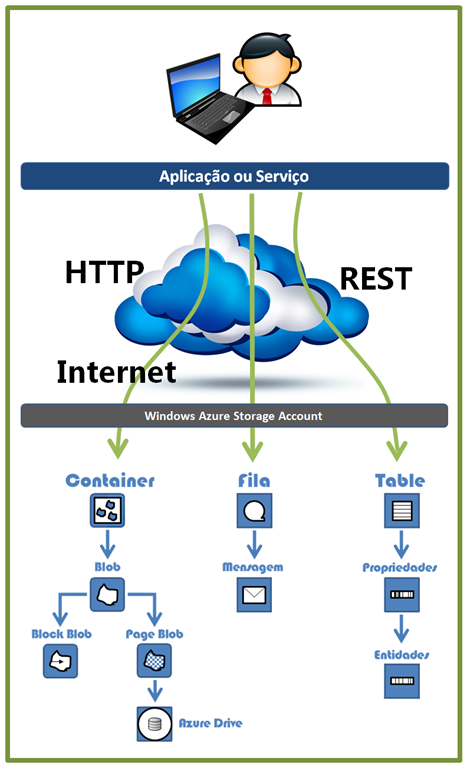 Aplicação ou Serviço
HTTP
REST
Internet
Windows Azure Storage Account
Container
Fila
Table
Blob
Mensagem
Propriedades
Block Blob
Page Blob
Entidades
Azure Drive